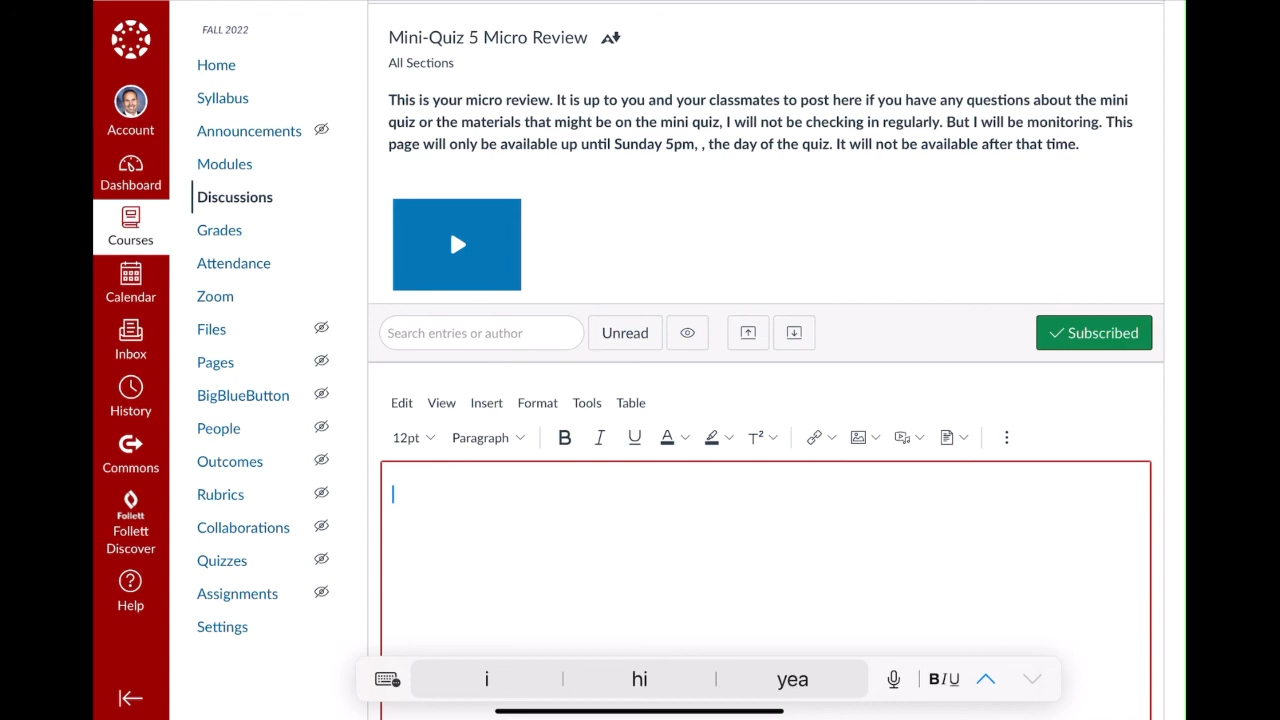 Account
Dashboard
Courses
Calendar
Inbox
History
Commons
Follett
Follett
Discover
Help
FALL 2022
Home
Syllabus
Announcements
Modules
Discussions
Grades
Attendance
Zoom
Files
Pages
BigBlueButton
People
Outcomes
Rubrics
Collaborations
Quizzes
Assignments
Settings
Mini-Quiz 5 Micro Review
All Sections
This is your micro review. It is up to you and your classmates to post here if you have any questions about the mini
quiz or the materials that might be on the mini quiz, I will not be checking in regularly. But I will be monitoring. This
page will only be available up until Sunday 5pm, , the day of the quiz. It will not be available after that time.
Search entries or author
Unread
Subscribed
Edit View Insert Format Tools Table
12pt Paragraph B I U A T²
i hi yea BIU